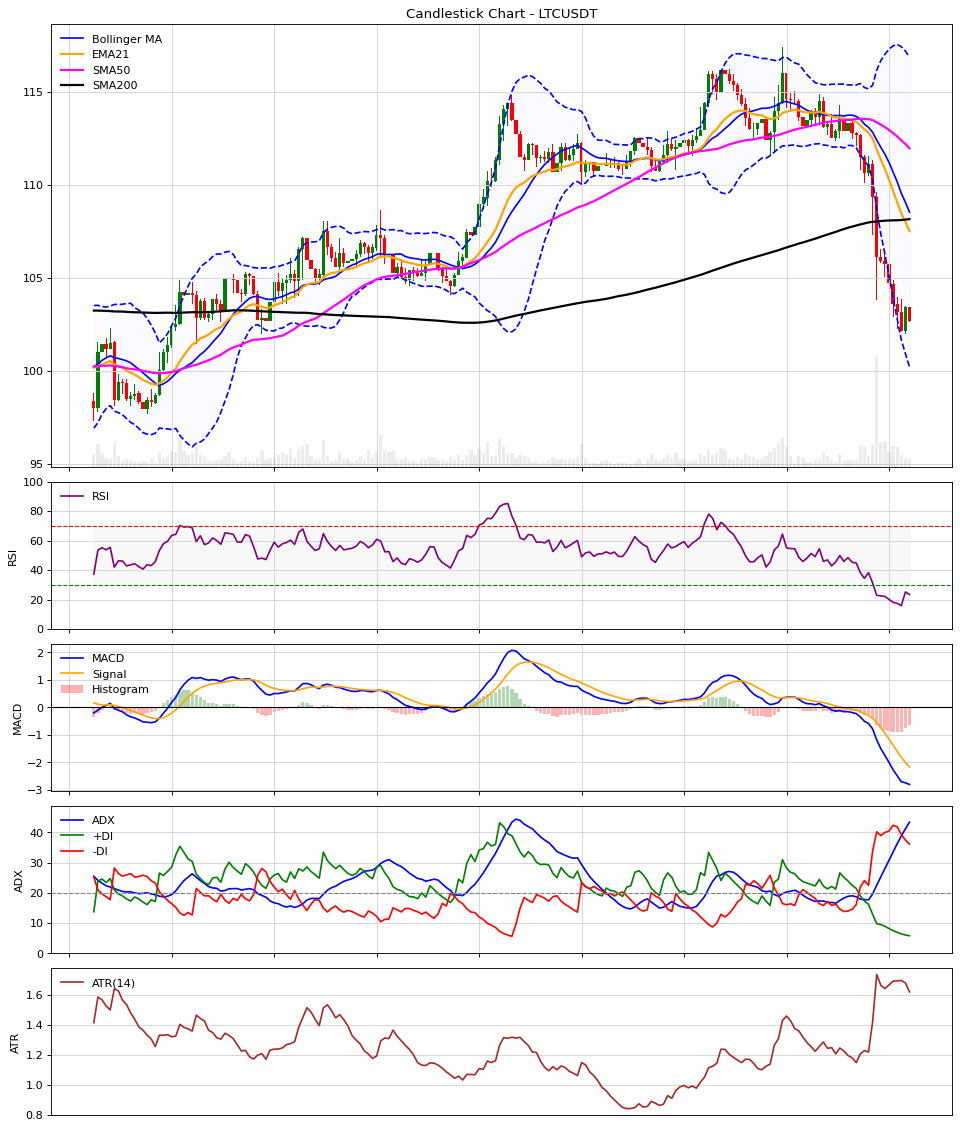 Candlestick Chart - LTCUSDT
Bollinger MA
EMA21
SMA50
SMA200
115
110
105
100
95
RSI
100
80
60
40
20
0
RSI
MACD
Signal
Histogram
2
1
0
−1
−2
−3
MACD
ADX
+DI
-DI
40
30
20
10
0
ADX
ATR(14)
1.6
1.4
1.2
1.0
0.8
ATR